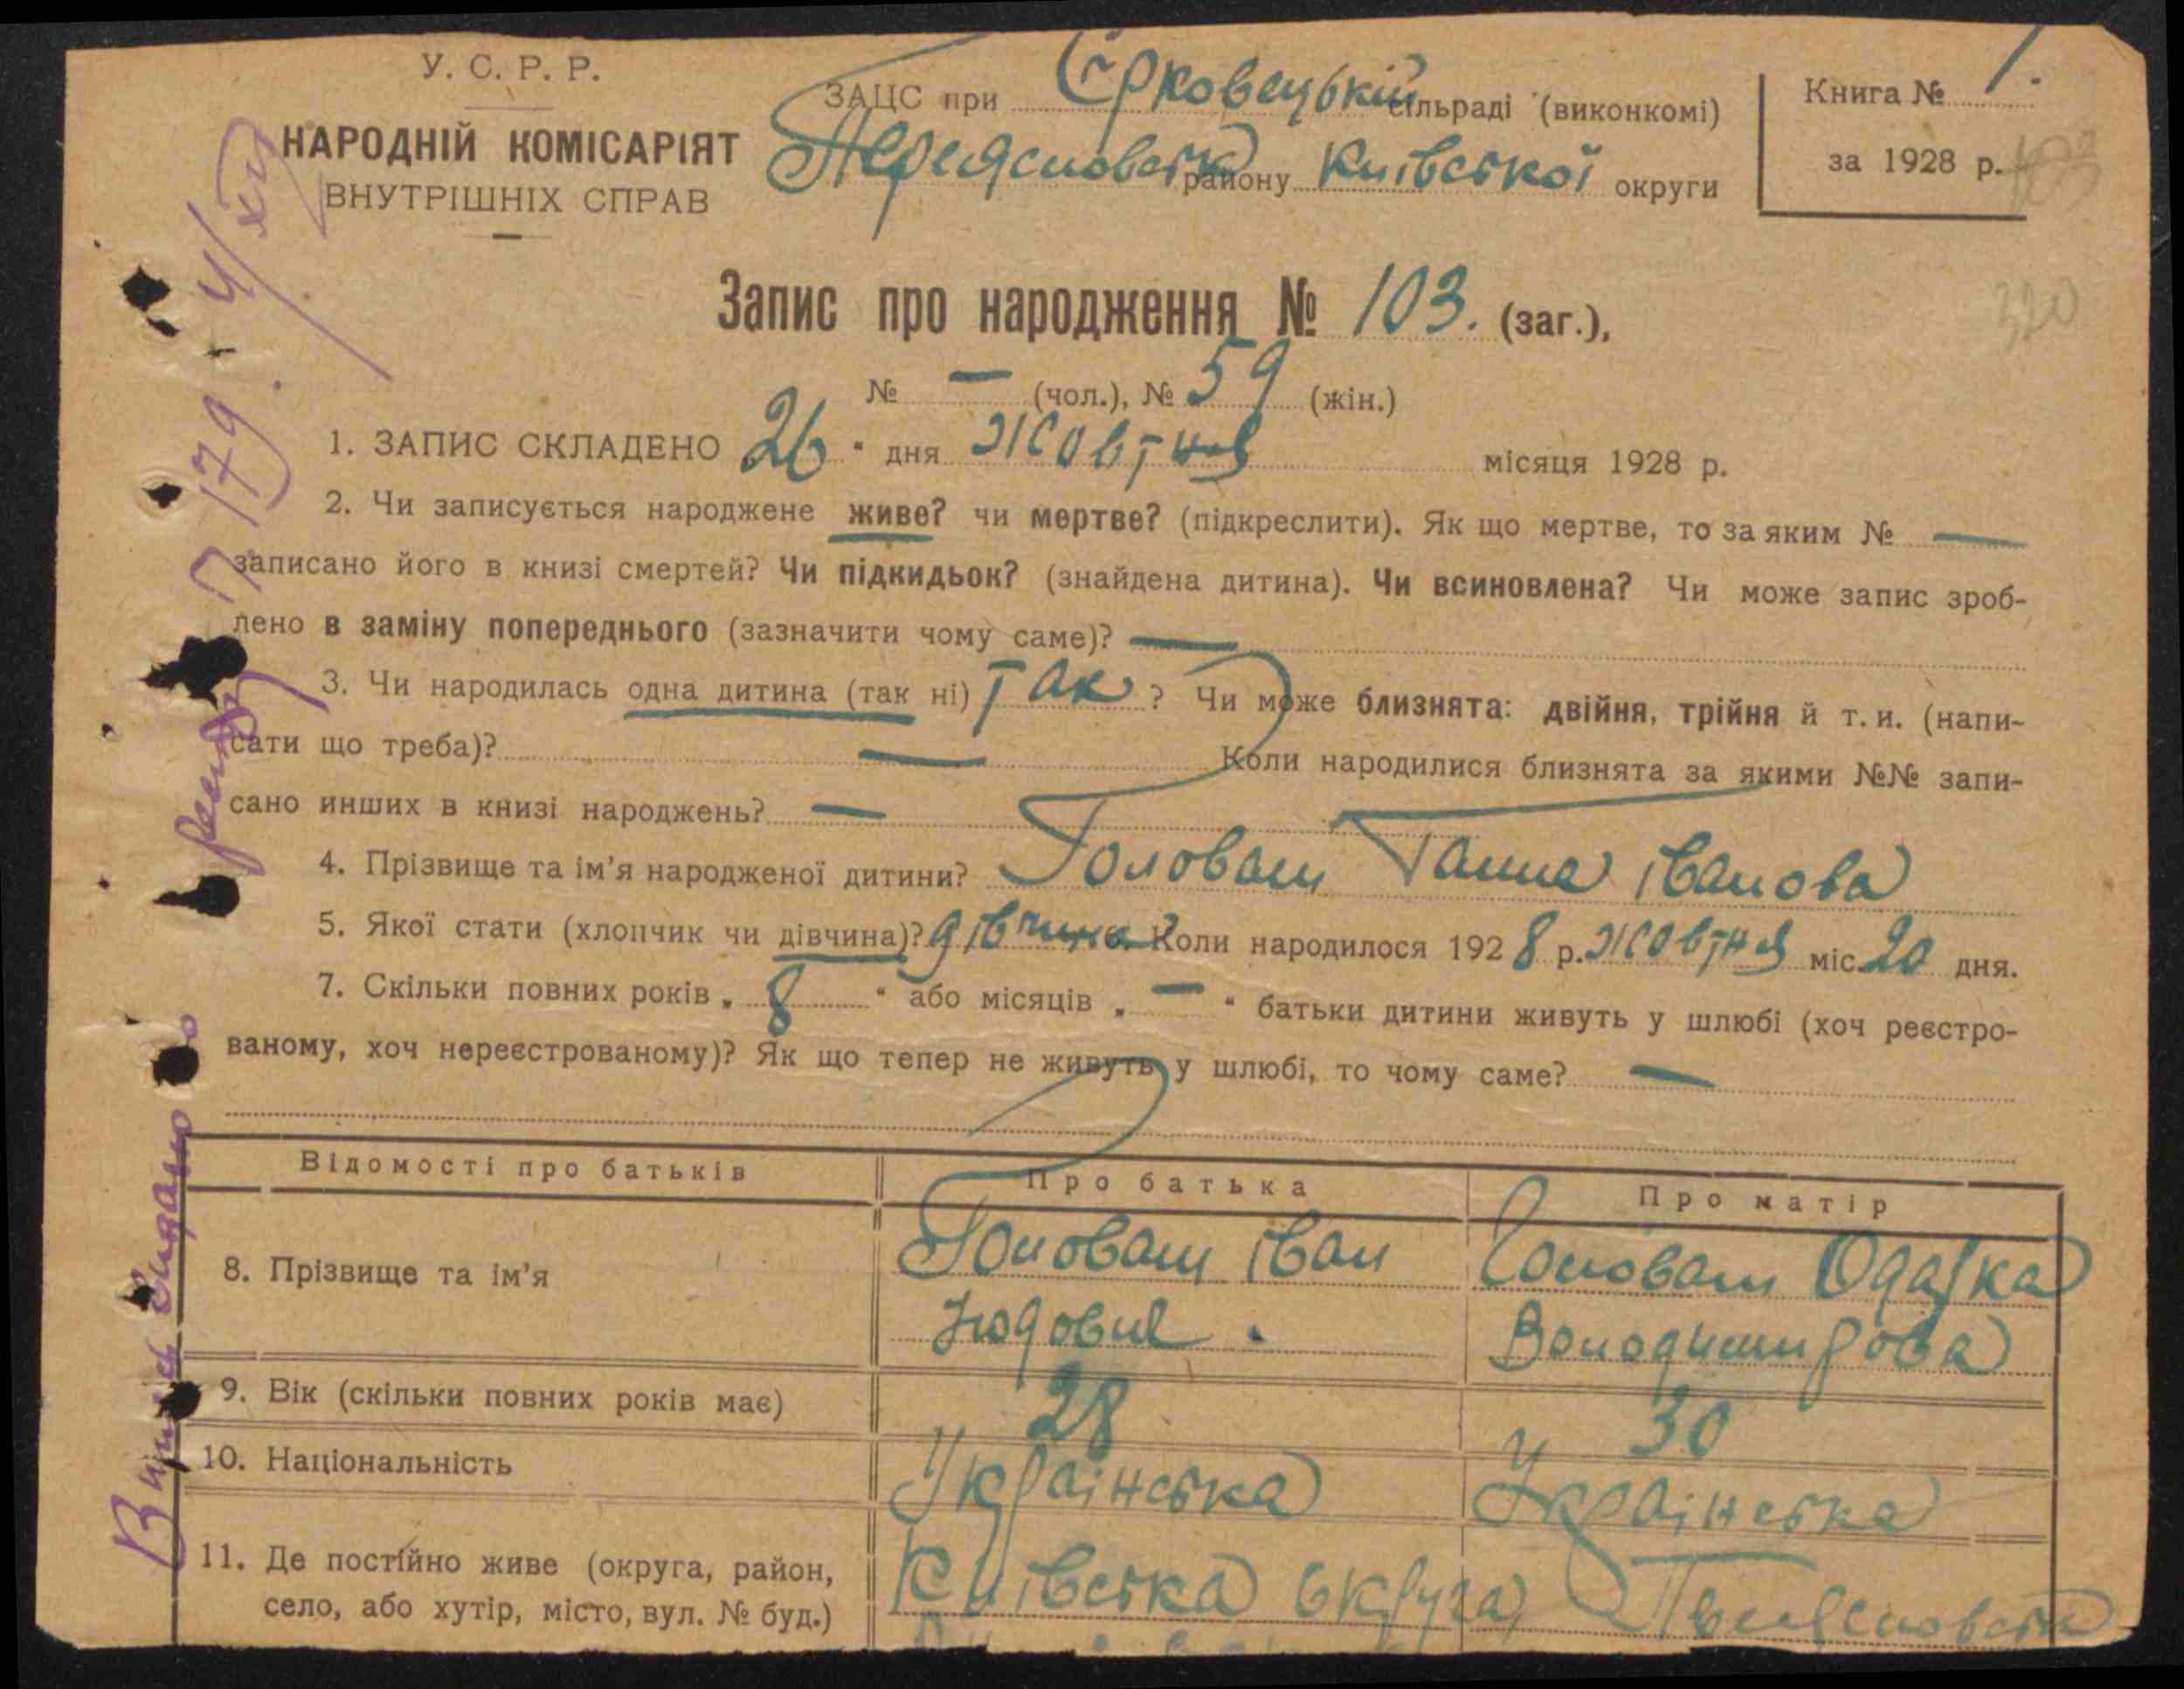 У. С. Р. Р.
НАРОДНІЙ КОМІСАРІЯТ
ВНУТРІШНІХ СПРАВ
ЗАЦС при Єрковецькій сільраді (виконкомі)
району Київської округи
Книга № 1.
за 1928 р.
103
320
Запис про народження № 103. (заг.),
№ — (чол.), № 59 (жін.)
1. ЗАПИС СКЛАДЕНО 26 " дня Жовтня місяця 1928 р.
2. Чи записується народжене живе? чи мертве? (підкреслити). Як що мертве, то за яким № —
записано його в книзі смертей? Чи підкидьок? (знайдена дитина). Чи всиновлена? Чи може запис зроб-
лено в заміну попереднього (зазначити чому саме)? —
3. Чи народилась одна дитина (так ні) Так ? Чи може близнята: двійня, трійня й т. и. (напи-
сати що треба)? — Коли народилися близнята за якими №№ запи-
сано инших в книзі народжень? —
4. Прізвище та ім'я народженої дитини? Головаш Ганна Іванова
5. Якої стати (хлопчик чи дівчина)? дівчина Коли народилося 1928 р. Жовтня міс. 20 дня.
7. Скільки повних років „ 8 " або місяців „ — " батьки дитини живуть у шлюбі (хоч реєстро-
ваному, хоч нереєстрованому)? Як що тепер не живуть у шлюбі, то чому саме? —
Відомості про батьків Про батька Про матір
8. Прізвище та ім'я Головаш Іван Головаш Одарка
Володимирова
9. Вік (скільки повних років має) 28 30
10. Національність Українська Українська
11. Де постійно живе (округа, район,
село, або хутір, місто, вул. № буд.) Київська округа